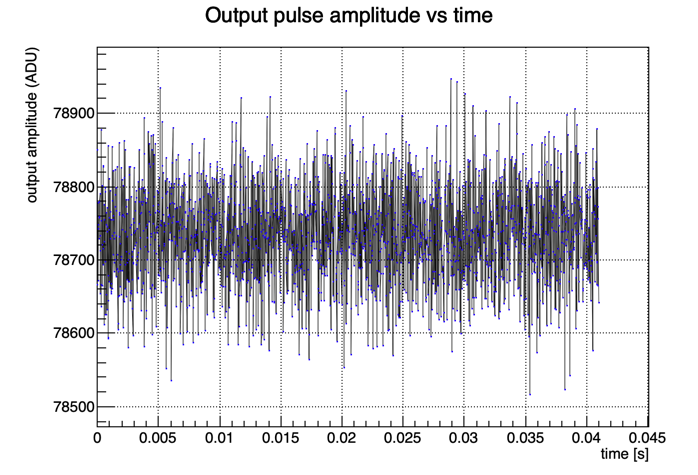 Output pulse amplitude vs time
output amplitude (ADU)
78900
78800
78700
78600
78500
0 0.005 0.01 0.015 0.02 0.025 0.03 0.035 0.04 0.045
time [s]